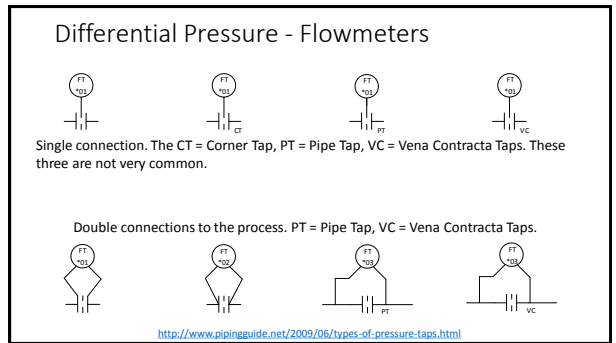 Differential Pressure - Flowmeters
FT FT FT FT
*01 *01 *01 *01
CT PT VC
Single connection. The CT = Corner Tap, PT = Pipe Tap, VC = Vena Contracta Taps. These
three are not very common.
Double connections to the process. PT = Pipe Tap, VC = Vena Contracta Taps.
FT FT FT FT
*01 *02 *03 *03
PT VC
http://www.pipingguide.net/2009/06/types-of-pressure-taps.html